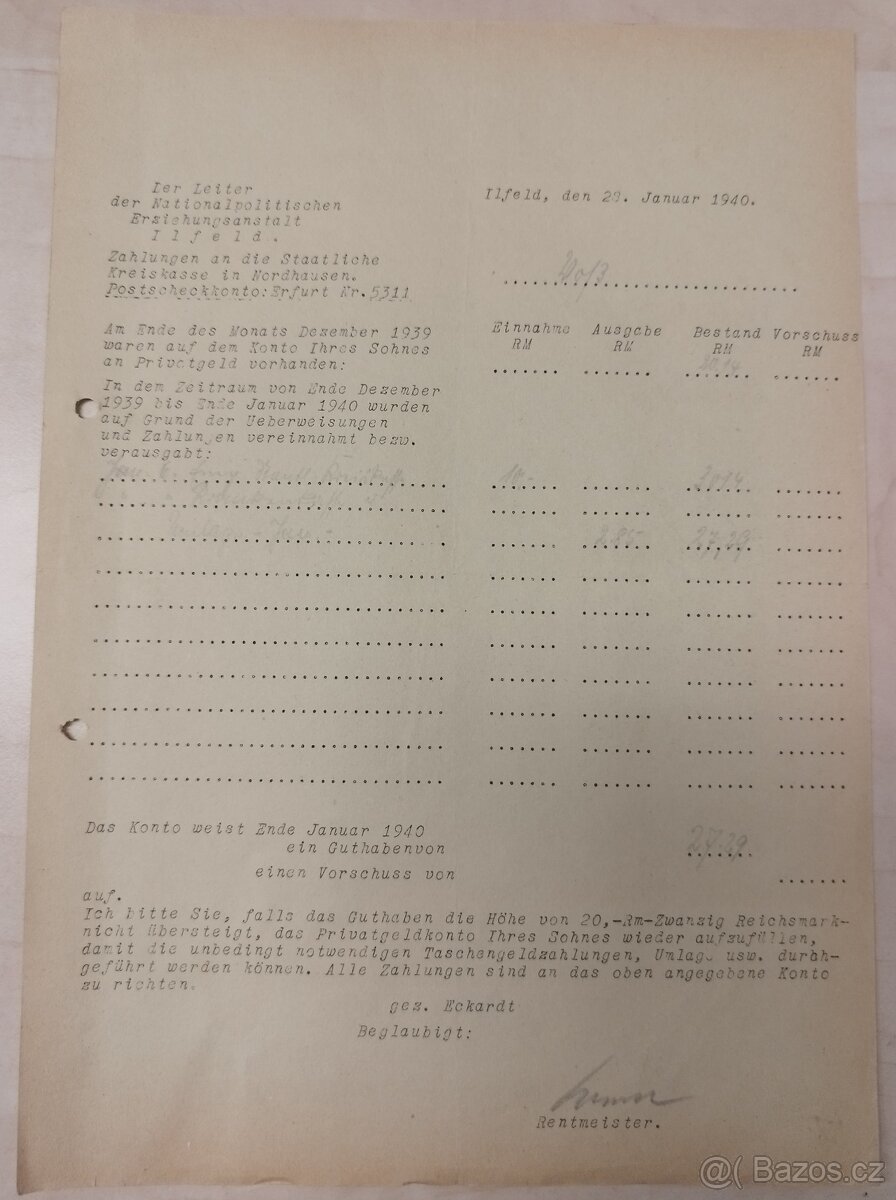 Der Leiter
der Nationalpolitischen
Erziehungsanstalt
I l f e l d .
Ilfeld, den 29. Januar 1940.
Zahlungen an die Staatliche
Kreiskasse in Nordhausen.
Postscheckkonto: Erfurt Nr. 5311
Am Ende des Monats Dezember 1939
waren auf dem Konto Ihres Sohnes
an Privatgeld vorhanden:
Einnahme Ausgabe Bestand Vorschuss
RM RM RM RM
In dem Zeitraum von Ende Dezember
1939 bis Ende Januar 1940 wurden
auf Grund der Ueberweisungen
und Zahlungen vereinnahmt bezw.
verausgabt:
10.-
27,29
Das Konto weist Ende Januar 1940
ein Guthabenvon 27.29
einen Vorschuss von
auf.
Ich bitte Sie, falls das Guthaben die Höhe von 20,-Rm-Zwanzig Reichsmark-
nicht übersteigt, das Privatgeldkonto Ihres Sohnes wieder aufzufüllen,
damit die unbedingt notwendigen Taschengeldzahlungen, Umlage usw. durch-
geführt werden können. Alle Zahlungen sind an das oben angegebene Konto
zu richten.
gez. Eckardt
Beglaubigt:
Rentmeister.
@( Bazos.cz